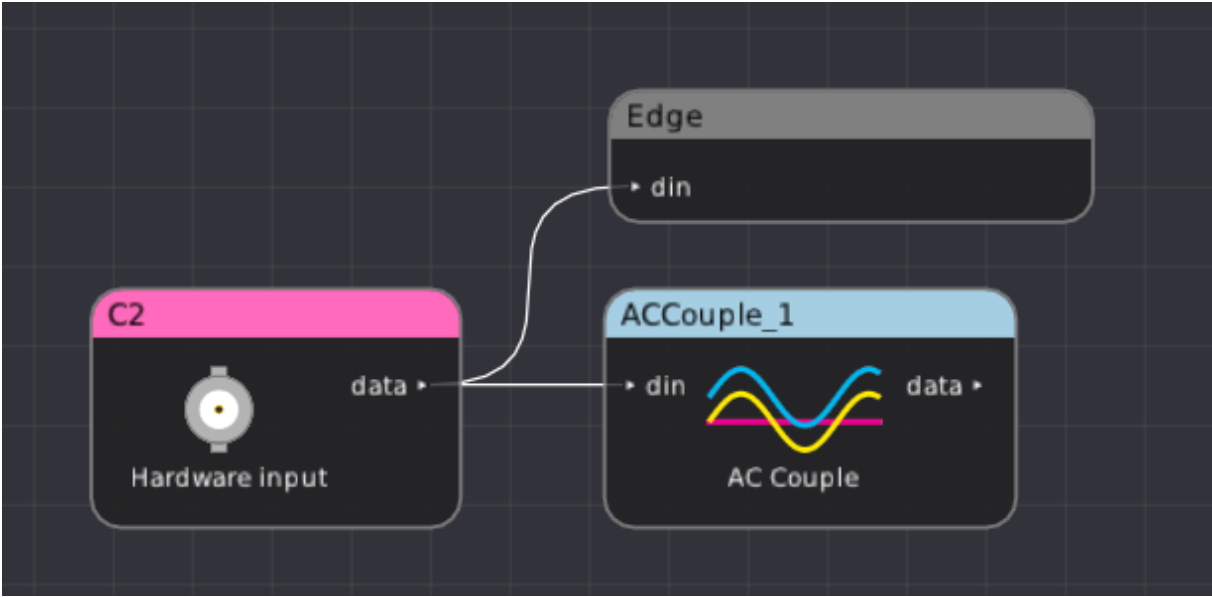 Edge
din
C2
data
Hardware input
ACCouple_1
din
data
AC Couple